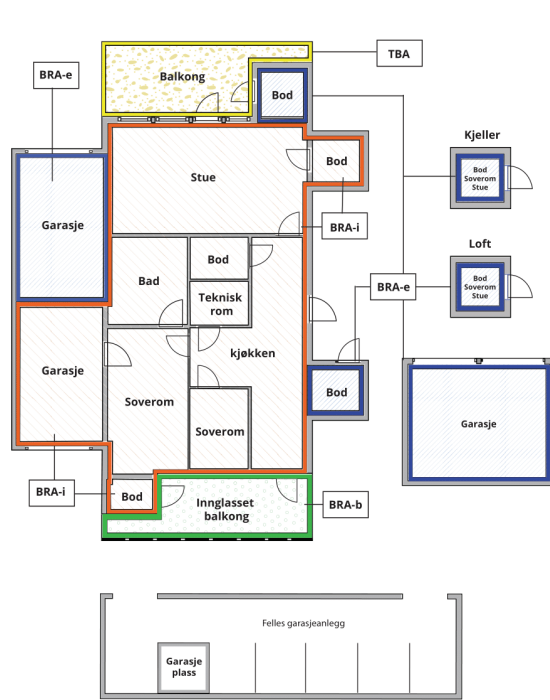 TBA
Balkong
BRA-e
Bod
Kjeller
Bod
Soverom
Stue
Bod
Stue
Garasje
BRA-i
Loft
Bod
Bad
Bod
Soverom
Stue
BRA-e
Teknisk
rom
kjøkken
Garasje
Bod
Soverom
Garasje
Soverom
BRA-i
Bod
Innglasset
balkong
BRA-b
Felles garasjeanlegg
Garasje
plass